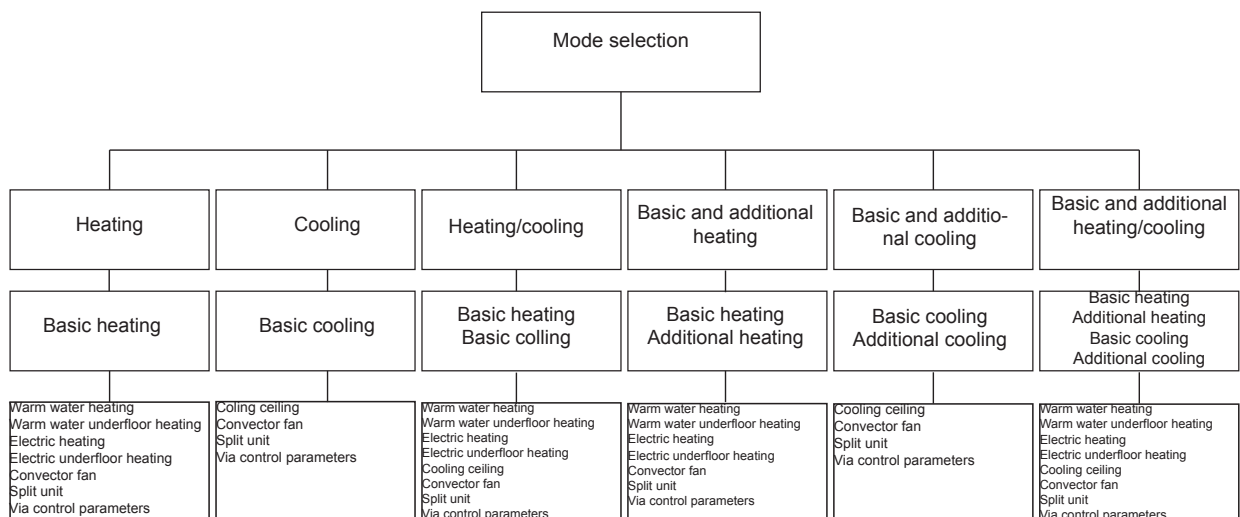 Mode selection
Heating
Cooling
Heating/cooling
Basic and additional
heating
Basic and additio-
nal cooling
Basic and additional
heating/cooling
Basic heating
Basic cooling
Basic heating
Basic colling
Basic heating
Additional heating
Basic cooling
Additional cooling
Basic heating
Additional heating
Basic cooling
Additional cooling
Warm water heating
Warm water underfloor heating
Electric heating
Electric underfloor heating
Convector fan
Split unit
Via control parameters
Coling ceiling
Convector fan
Split unit
Via control parameters
Warm water heating
Warm water underfloor heating
Electric heating
Electric underfloor heating
Cooling ceiling
Convector fan
Split unit
Via control parameters
Warm water heating
Warm water underfloor heating
Electric heating
Electric underfloor heating
Convector fan
Split unit
Via control parameters
Cooling ceiling
Convector fan
Split unit
Via control parameters
Warm water heating
Warm water underfloor heating
Electric heating
Electric underfloor heating
Cooling ceiling
Convector fan
Split unit
Via control parameters